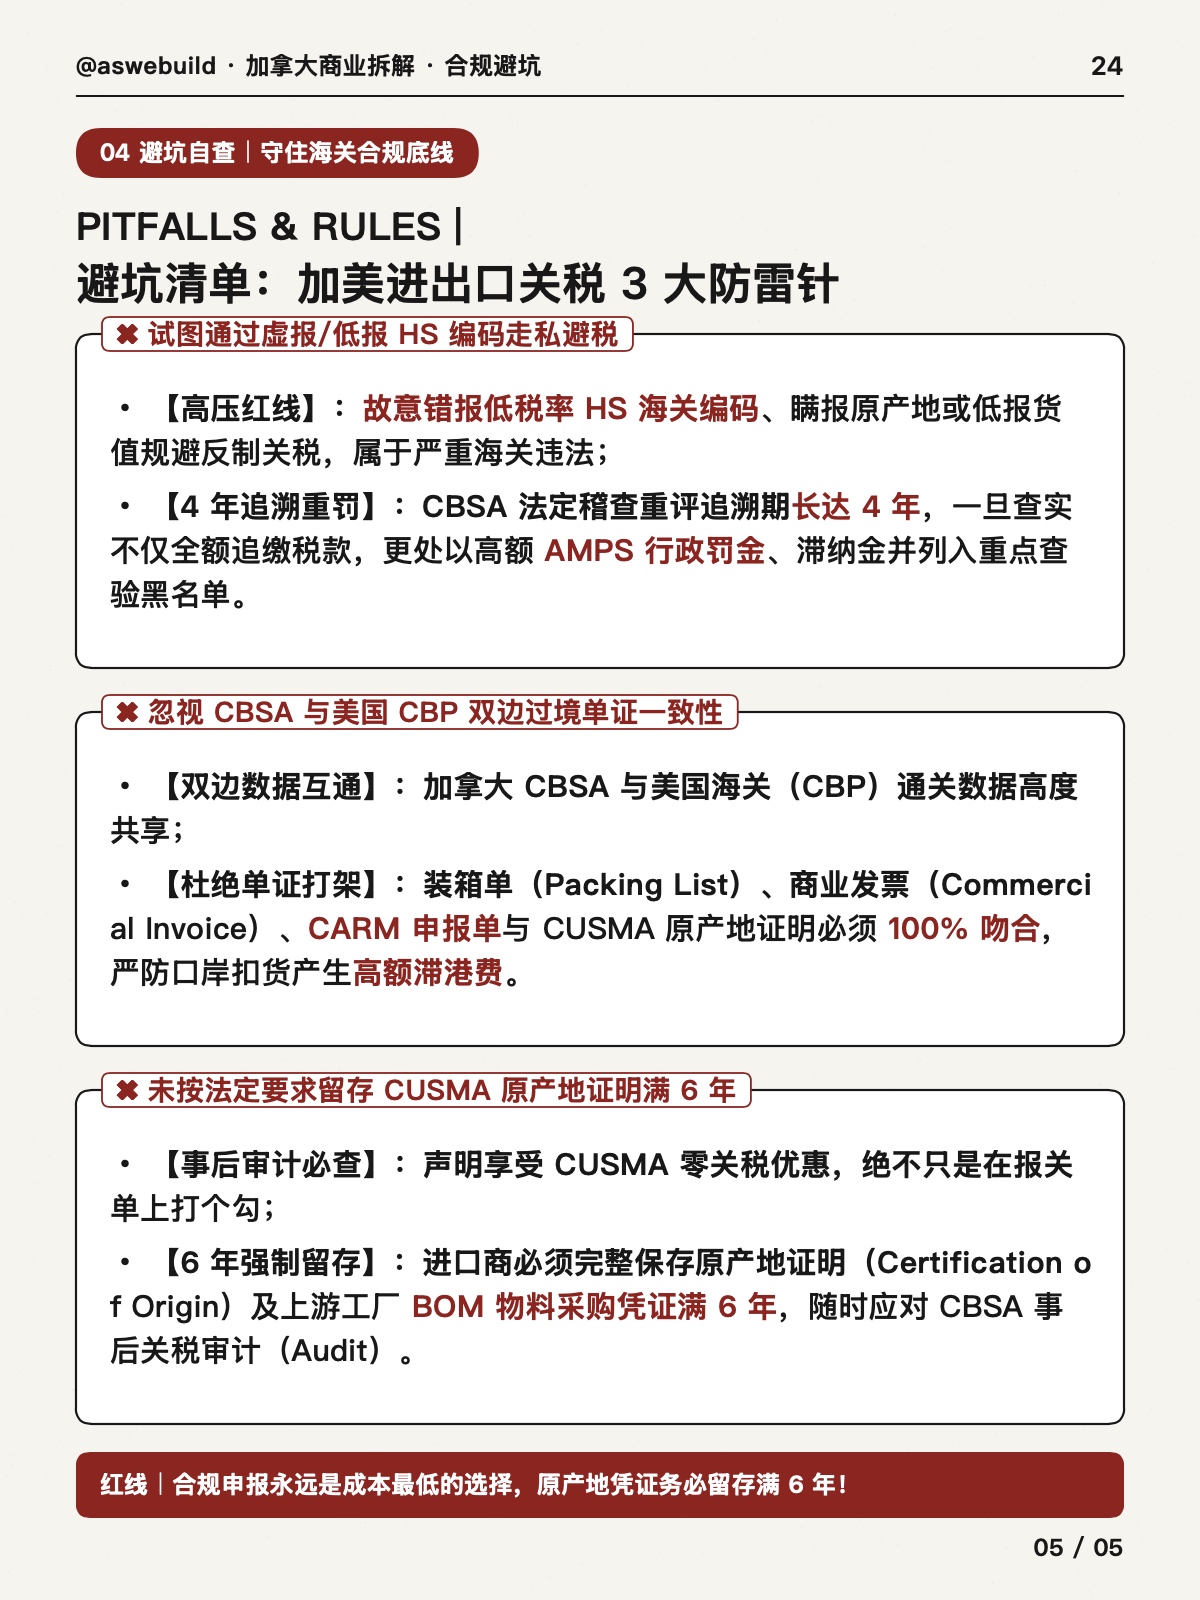 @aswebuild · 加拿大商业拆解 · 合规避坑
24
04 避坑自查｜守住海关合规底线
PITFALLS & RULES |
避坑清单：加美进出口关税 3 大防雷针
✖ 试图通过虚报/低报 HS 编码走私避税
• 【高压红线】：故意错报低税率 HS 海关编码、瞒报原产地或低报货
值规避反制关税，属于严重海关违法；
• 【4 年追溯重罚】：CBSA 法定稽查重评追溯期长达 4 年，一旦查实
不仅全额追缴税款，更处以高额 AMPS 行政罚金、滞纳金并列入重点查
验黑名单。
✖ 忽视 CBSA 与美国 CBP 双边过境单证一致性
• 【双边数据互通】：加拿大 CBSA 与美国海关（CBP）通关数据高度
共享；
• 【杜绝单证打架】：装箱单（Packing List）、商业发票（Commerci
al Invoice）、CARM 申报单与 CUSMA 原产地证明必须 100% 吻合，
严防口岸扣货产生高额滞港费。
✖ 未按法定要求留存 CUSMA 原产地证明满 6 年
• 【事后审计必查】：声明享受 CUSMA 零关税优惠，绝不只是在报关
单上打个勾；
• 【6 年强制留存】：进口商必须完整保存原产地证明（Certification o
f Origin）及上游工厂 BOM 物料采购凭证满 6 年，随时应对 CBSA 事
后关税审计（Audit）。
红线｜合规申报永远是成本最低的选择，原产地凭证务必留存满 6 年！
05 / 05